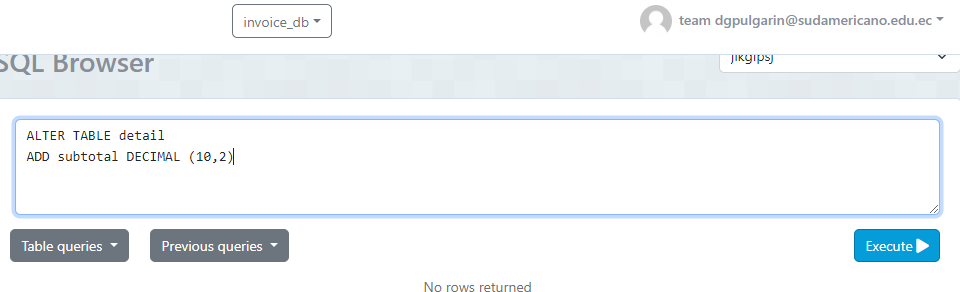 invoice_db
team dgpulgarin@sudamericano.edu.ec
SQL Browser
jlkglpsj
ALTER TABLE detail
ADD subtotal DECIMAL (10,2)
Table queries
Previous queries
Execute
No rows returned